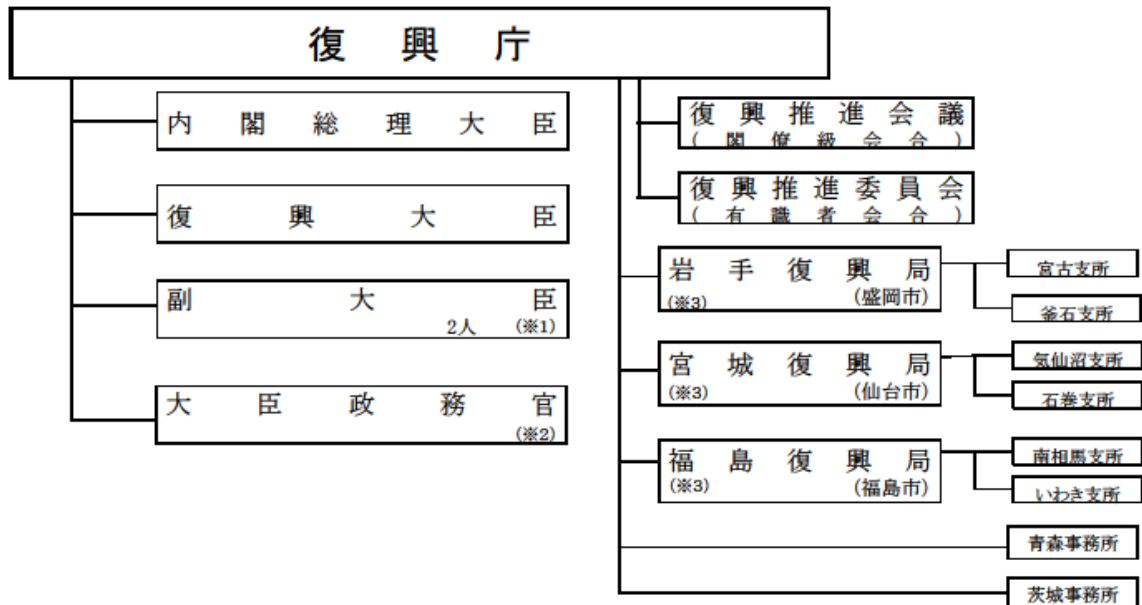 復興庁
内閣総理大臣
復興大臣
副大臣
2人 (※1)
大臣政務官
(※2)
復興推進会議
(閣僚級会合)
復興推進委員会
(有識者会合)
岩手復興局
(※3) (盛岡市)
宮古支所
釜石支所
宮城復興局
(※3) (仙台市)
気仙沼支所
石巻支所
福島復興局
(※3) (福島市)
南相馬支所
いわき支所
青森事務所
茨城事務所